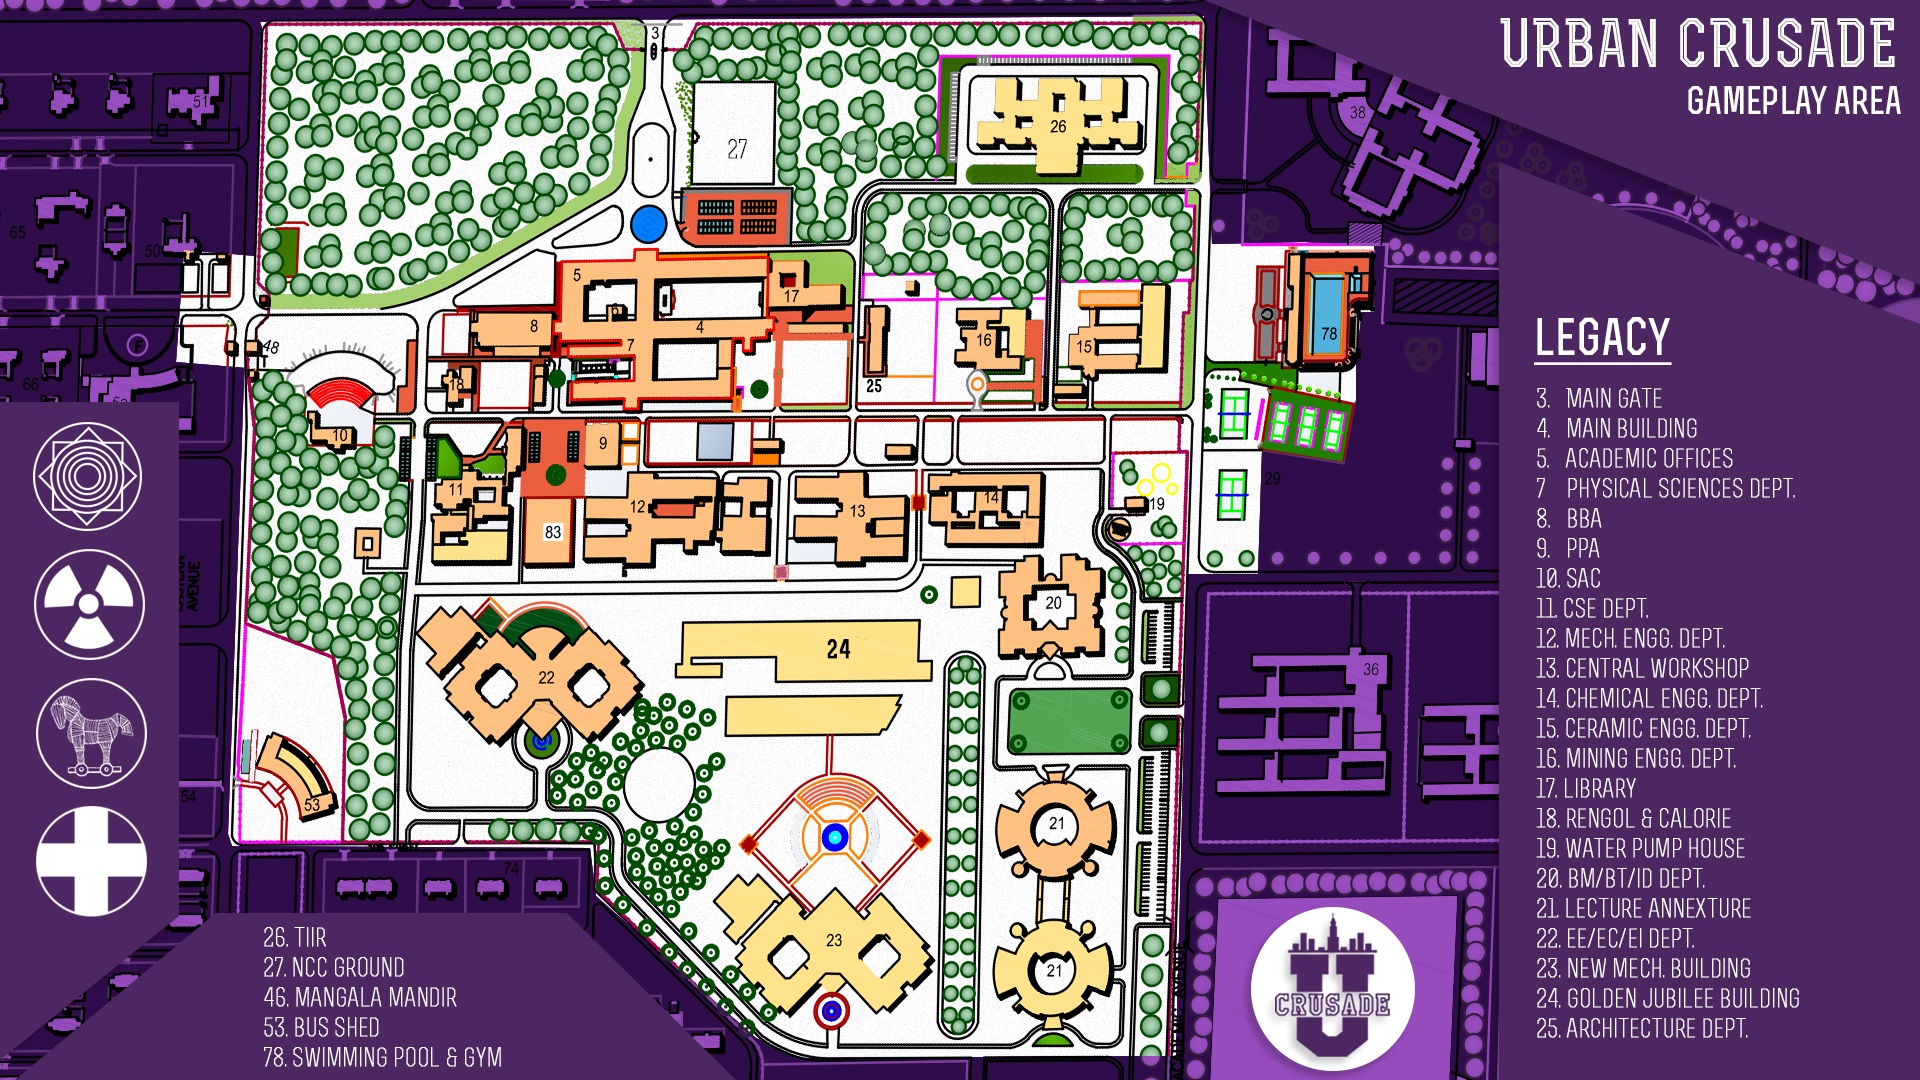 URBAN CRUSADE
GAMEPLAY AREA
3
51
38
26
27
65
50
5
17
6
8
4
78
7
16
48
15
66
18
25
10
9
11
29
12
14
19
13
83
AVENUE
20
24
22
36
54
53
21
74
23
21
ACADEMIC AVENUE
LEGACY
3. MAIN GATE
4. MAIN BUILDING
5. ACADEMIC OFFICES
7 PHYSICAL SCIENCES DEPT.
8. BBA
9. PPA
10. SAC
11. CSE DEPT.
12. MECH. ENGG. DEPT.
13. CENTRAL WORKSHOP
14. CHEMICAL ENGG. DEPT.
15. CERAMIC ENGG. DEPT.
16. MINING ENGG. DEPT.
17. LIBRARY
18. RENGOL & CALORIE
19. WATER PUMP HOUSE
20. BM/BT/ID DEPT.
21. LECTURE ANNEXTURE
22. EE/EC/EI DEPT.
23. NEW MECH. BUILDING
24. GOLDEN JUBILEE BUILDING
25. ARCHITECTURE DEPT.
26. TIIR
27. NCC GROUND
46. MANGALA MANDIR
53. BUS SHED
78. SWIMMING POOL & GYM
U
CRUSADE